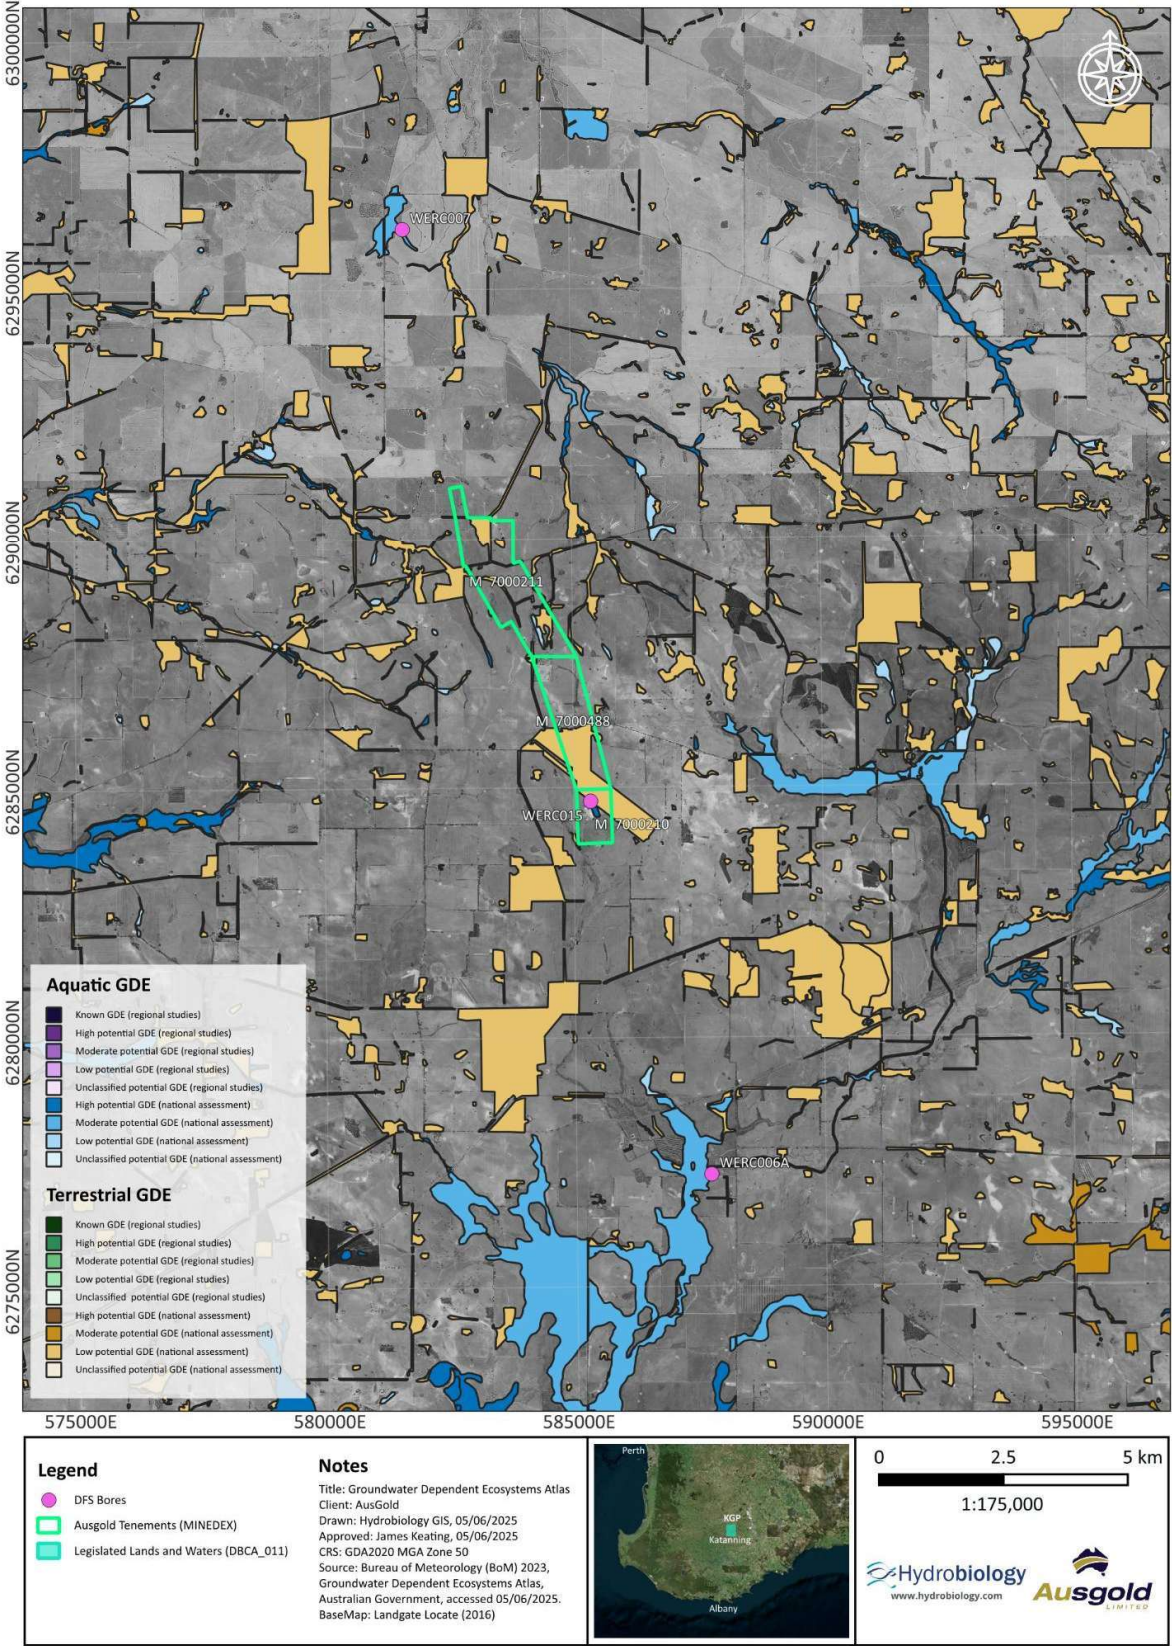 6300000N
6295000N
6290000N
6285000N
6280000N
6275000N
WERC007
M 7000211
M 7000488
WERC015
M 7000210
WERC006A
Aquatic GDE
Known GDE (regional studies)
High potential GDE (regional studies)
Moderate potential GDE (regional studies)
Low potential GDE (regional studies)
Unclassified potential GDE (regional studies)
High potential GDE (national assessment)
Moderate potential GDE (national assessment)
Low potential GDE (national assessment)
Unclassified potential GDE (national assessment)
Terrestrial GDE
Known GDE (regional studies)
High potential GDE (regional studies)
Moderate potential GDE (regional studies)
Low potential GDE (regional studies)
Unclassified potential GDE (regional studies)
High potential GDE (national assessment)
Moderate potential GDE (national assessment)
Low potential GDE (national assessment)
Unclassified potential GDE (national assessment)
575000E
580000E
585000E
590000E
595000E
Legend
DFS Bores
Ausgold Tenements (MINEDEX)
Legislated Lands and Waters (DBCA_011)
Notes
Title: Groundwater Dependent Ecosystems Atlas
Client: AusGold
Drawn: Hydrobiology GIS, 05/06/2025
Approved: James Keating, 05/06/2025
CRS: GDA2020 MGA Zone 50
Source: Bureau of Meteorology (BoM) 2023,
Groundwater Dependent Ecosystems Atlas,
Australian Government, accessed 05/06/2025.
BaseMap: Landgate Locate (2016)
Perth
KGP
Katanning
Albany
0 2.5 5 km
1:175,000
Hydrobiology
www.hydrobiology.com
Ausgold
LIMITED